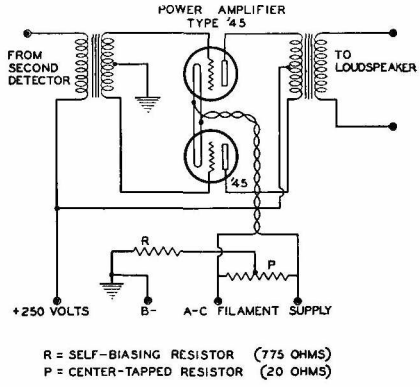 POWER AMPLIFIER
TYPE '45
FROM
SECOND
DETECTOR
TO
LOUDSPEAKER
'45
R
P
+250 VOLTS
B-
A-C FILAMENT SUPPLY
R = SELF-BIASING RESISTOR (775 OHMS)
P = CENTER-TAPPED RESISTOR (20 OHMS)